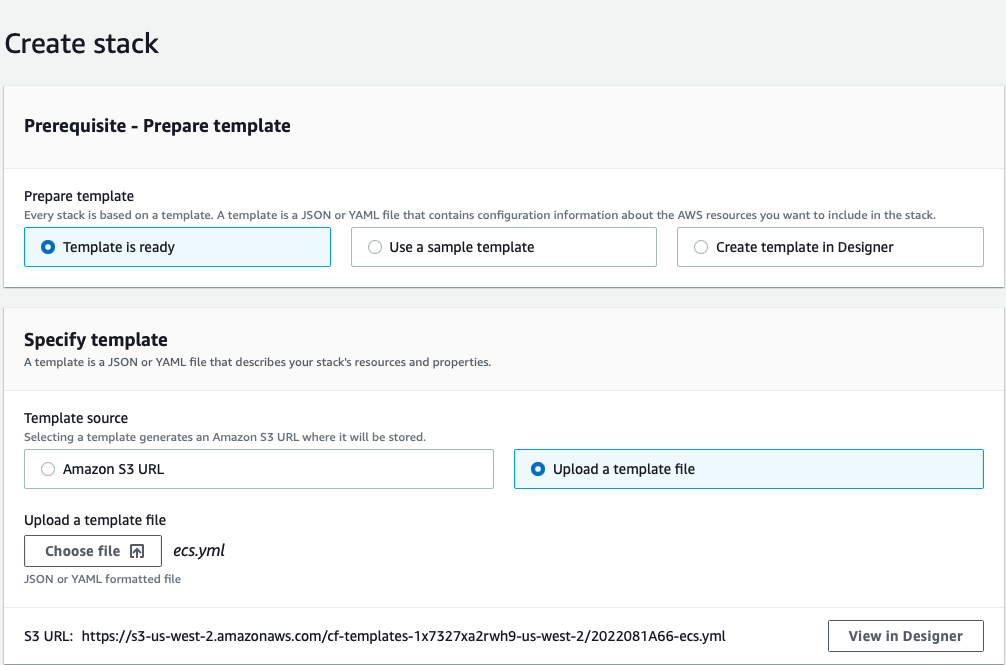 Create stack
Prerequisite - Prepare template
Prepare template
Every stack is based on a template. A template is a JSON or YAML file that contains configuration information about the AWS resources you want to include in the stack.
Template is ready
Use a sample template
Create template in Designer
Specify template
A template is a JSON or YAML file that describes your stack's resources and properties.
Template source
Selecting a template generates an Amazon S3 URL where it will be stored.
Amazon S3 URL
Upload a template file
Upload a template file
Choose file
ecs.yml
JSON or YAML formatted file
S3 URL: https://s3-us-west-2.amazonaws.com/cf-templates-1x7327xa2rwh9-us-west-2/2022081A66-ecs.yml
View in Designer